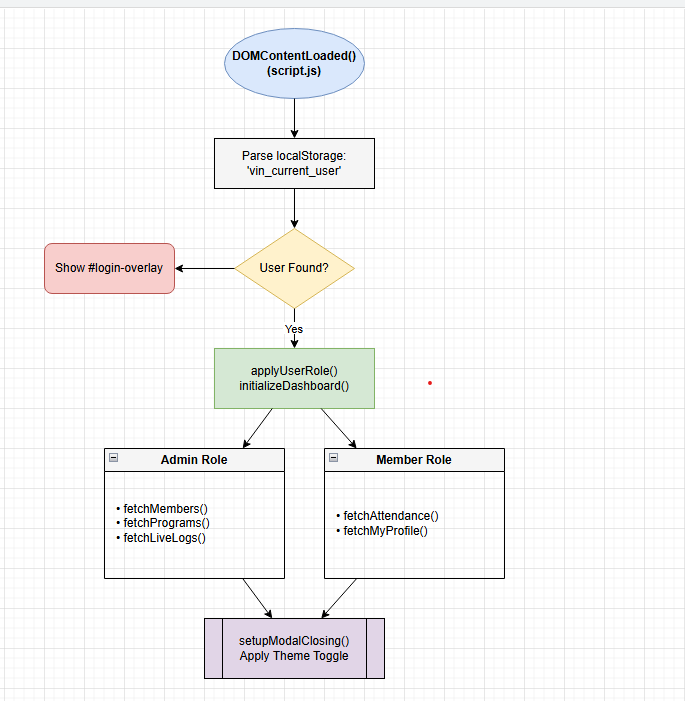 DOMContentLoaded()
(script.js)
Parse localStorage:
'vin_current_user'
User Found?
Show #login-overlay
Yes
applyUserRole()
initializeDashboard()
Admin Role
• fetchMembers()
• fetchPrograms()
• fetchLiveLogs()
Member Role
• fetchAttendance()
• fetchMyProfile()
setupModalClosing()
Apply Theme Toggle